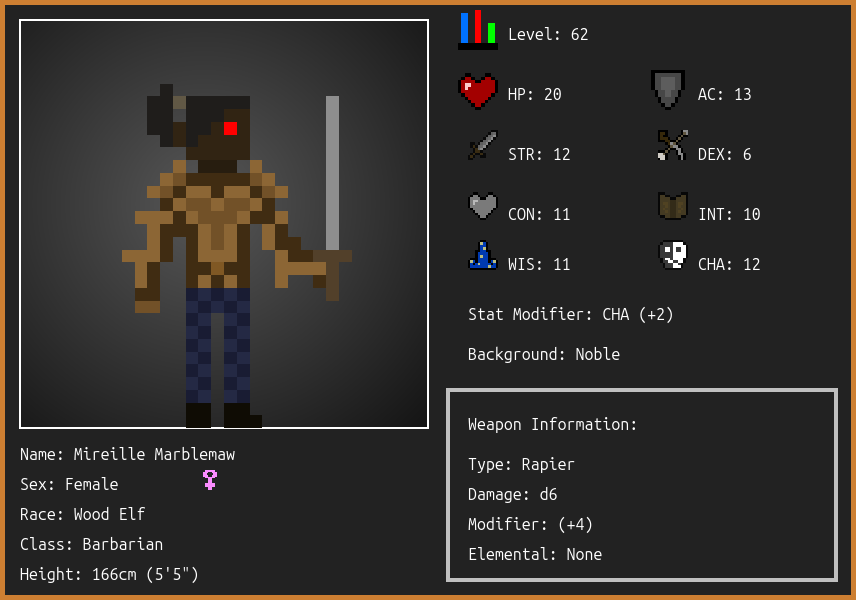 Level: 62
HP: 20
AC: 13
STR: 12
DEX: 6
CON: 11
INT: 10
WIS: 11
CHA: 12
Stat Modifier: CHA (+2)
Background: Noble
Name: Mireille Marblemaw
Sex: Female
Race: Wood Elf
Class: Barbarian
Height: 166cm (5'5")
Weapon Information:
Type: Rapier
Damage: d6
Modifier: (+4)
Elemental: None